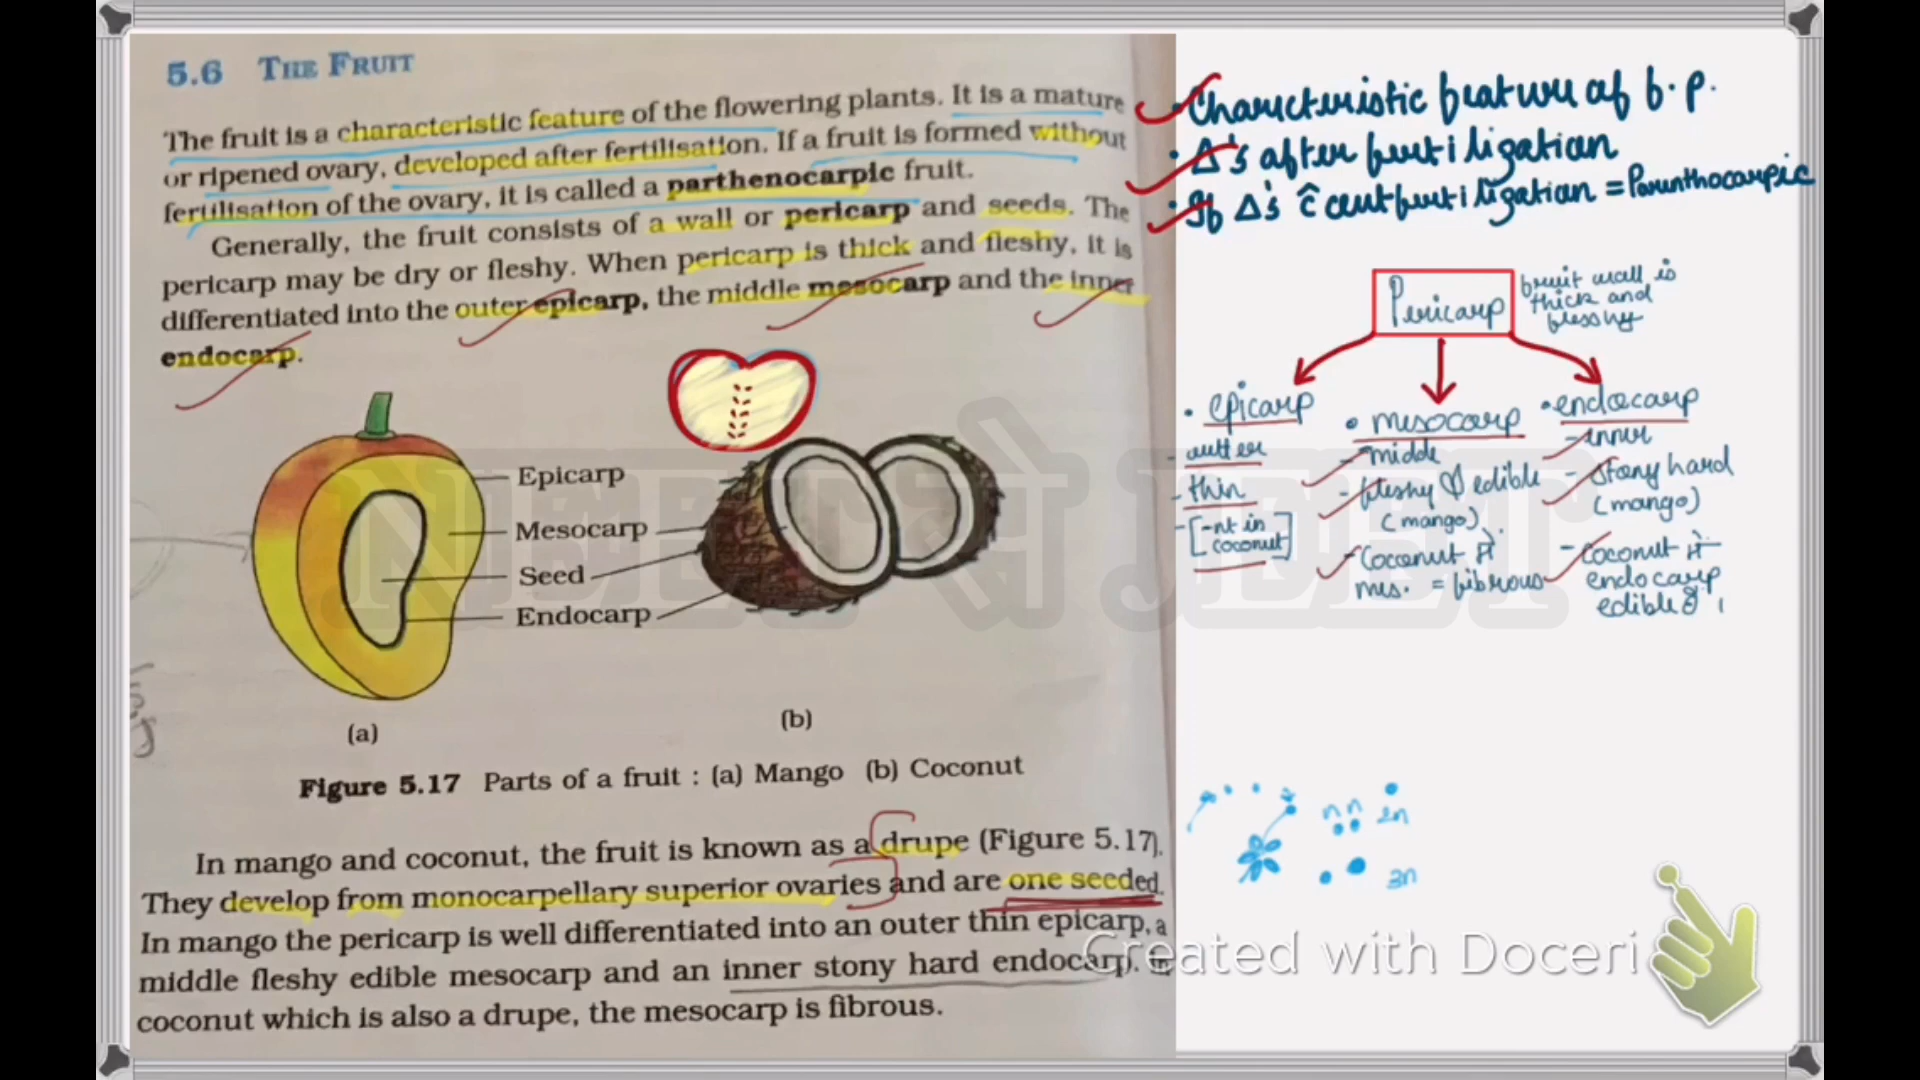 5.6 THE FRUIT
The fruit is a characteristic feature of the flowering plants. It is a mature
or ripened ovary, developed after fertilisation. If a fruit is formed without
fertilisation of the ovary, it is called a parthenocarpic fruit.
Generally, the fruit consists of a wall or pericarp and seeds. The
pericarp may be dry or fleshy. When pericarp is thick and fleshy, it is
differentiated into the outer epicarp, the middle mesocarp and the inner
endocarp.
Epicarp
Mesocarp
Seed
Endocarp
(a)
(b)
Figure 5.17 Parts of a fruit : (a) Mango (b) Coconut
In mango and coconut, the fruit is known as a drupe (Figure 5.17).
They develop from monocarpellary superior ovaries and are one seeded.
In mango the pericarp is well differentiated into an outer thin epicarp, a
middle fleshy edible mesocarp and an inner stony hard endocarp. In
coconut which is also a drupe, the mesocarp is fibrous.
• Characteristic feature of f.p.
• Δ's after fertilization
• If Δ's c̄ out fertilization = Parunthocarpic
Pericarp
fruit wall is
thick and
flesshy
• epicarp
- outter
- thin
- [-nt in
coconut]
• mesocarp
- middle
- fleshy & edible
(mango)
- Coconut
mes. = fibrous
• endocarp
- inner
- stony hard
(mango)
- coconut
endocarp
edible
n n
2n
3n
NEET से JEET
Created with Doceri